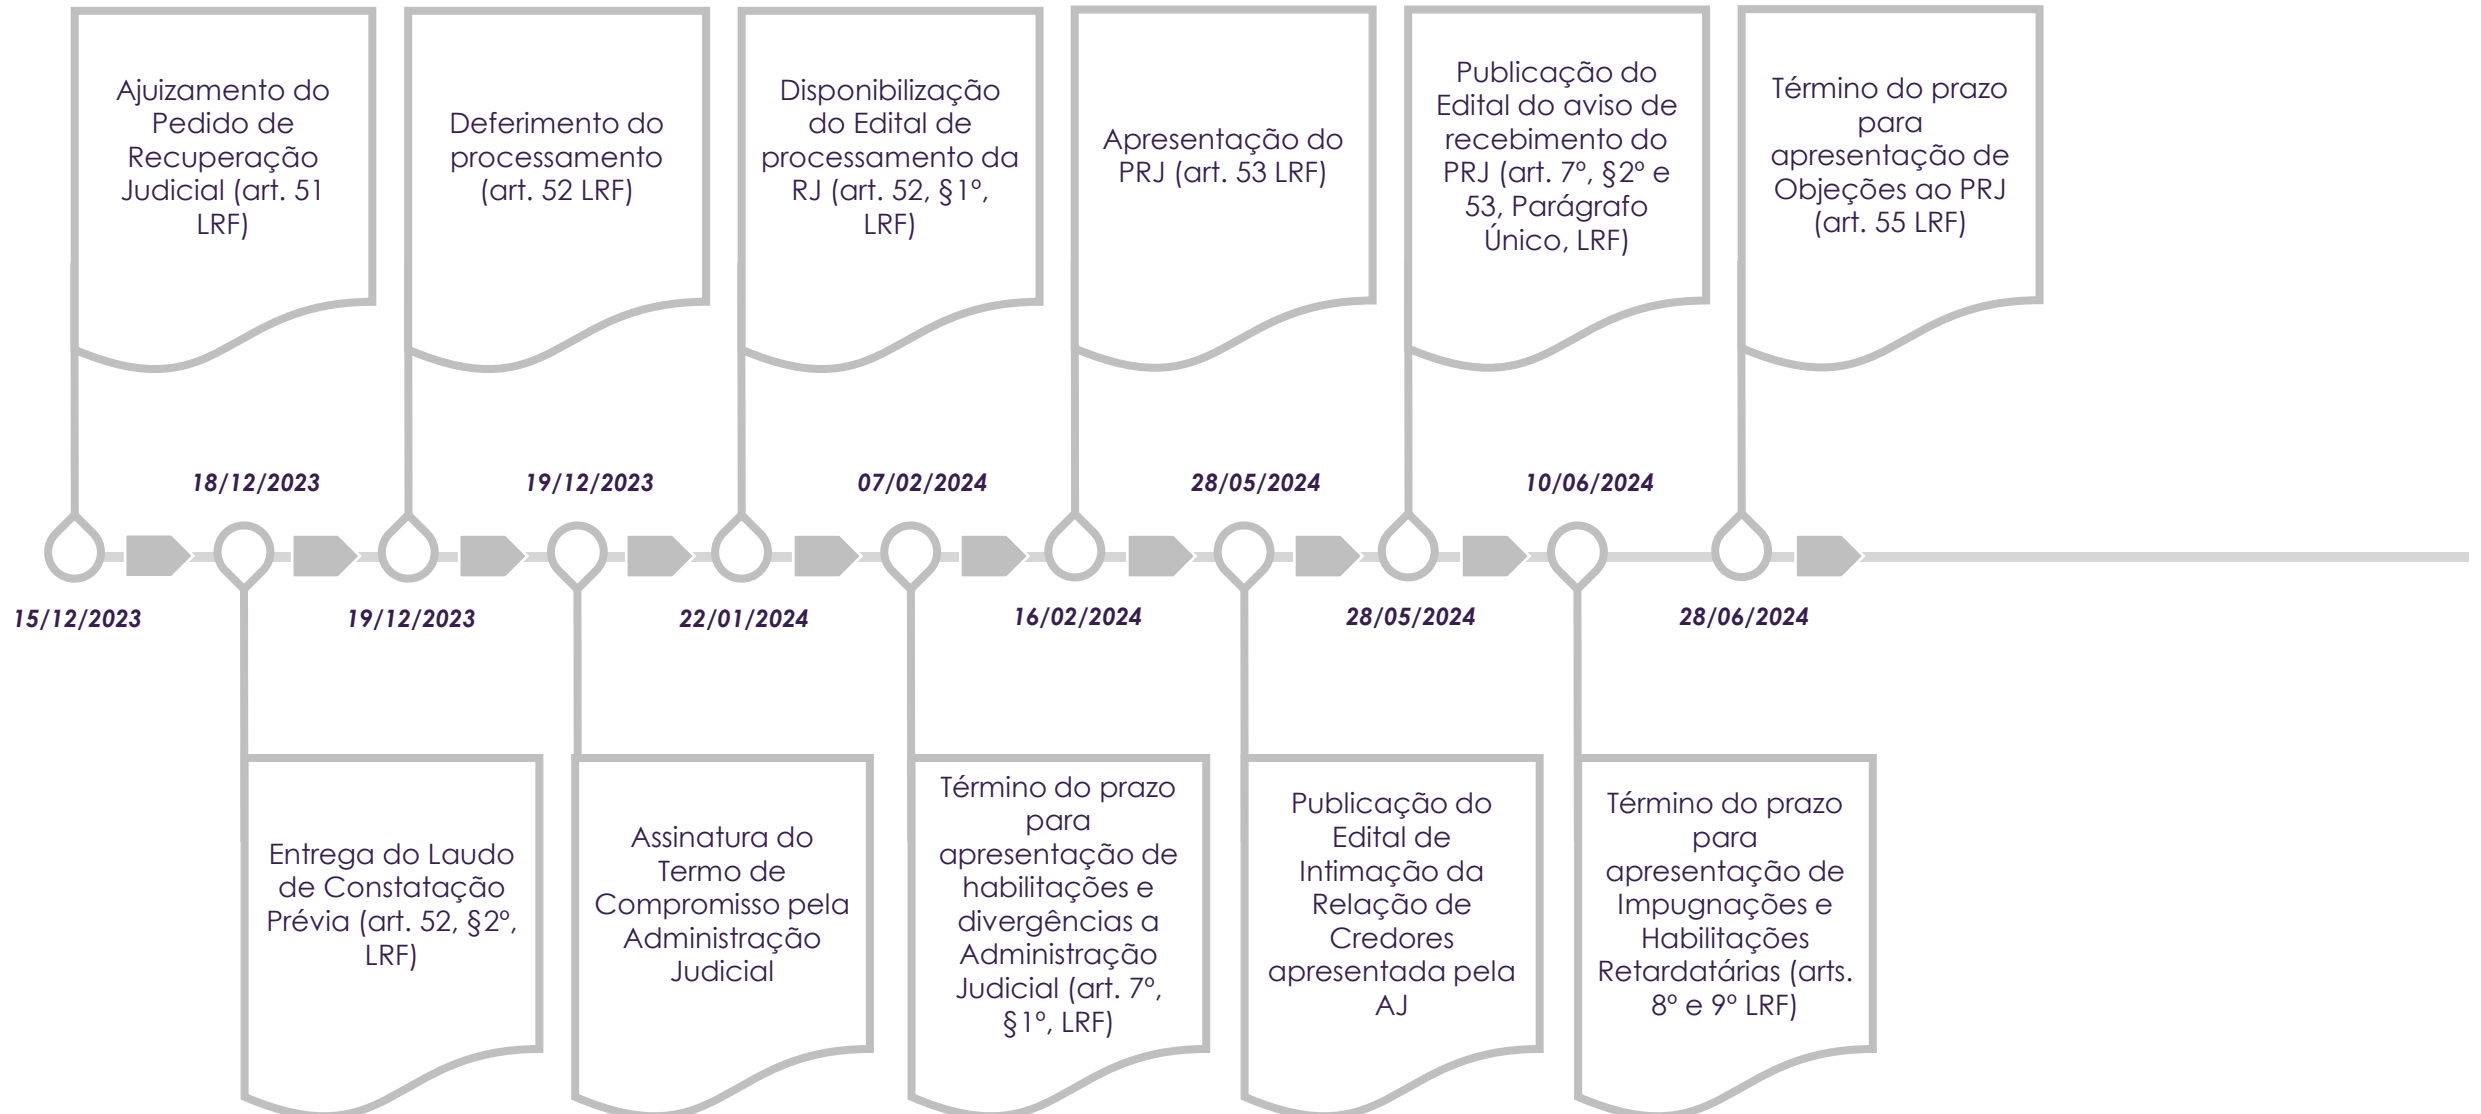 Ajuizamento do
Pedido de
Recuperação
Judicial (art. 51
LRF)
Deferimento do
processamento
(art. 52 LRF)
Disponibilização
do Edital de
processamento da
RJ (art. 52, §1º,
LRF)
Apresentação do
PRJ (art. 53 LRF)
Publicação do
Edital do aviso de
recebimento do
PRJ (art. 7º, §2º e
53, Parágrafo
Único, LRF)
Término do prazo
para
apresentação de
Objeções ao PRJ
(art. 55 LRF)
18/12/2023
19/12/2023
07/02/2024
28/05/2024
10/06/2024
15/12/2023
19/12/2023
22/01/2024
16/02/2024
28/05/2024
28/06/2024
Entrega do Laudo
de Constatação
Prévia (art. 52, §2º,
LRF)
Assinatura do
Termo de
Compromisso pela
Administração
Judicial
Término do prazo
para
apresentação de
habilitações e
divergências a
Administração
Judicial (art. 7º,
§1º, LRF)
Publicação do
Edital de
Intimação da
Relação de
Credores
apresentada pela
AJ
Término do prazo
para
apresentação de
Impugnações e
Habilitações
Retardatárias (arts.
8º e 9º LRF)